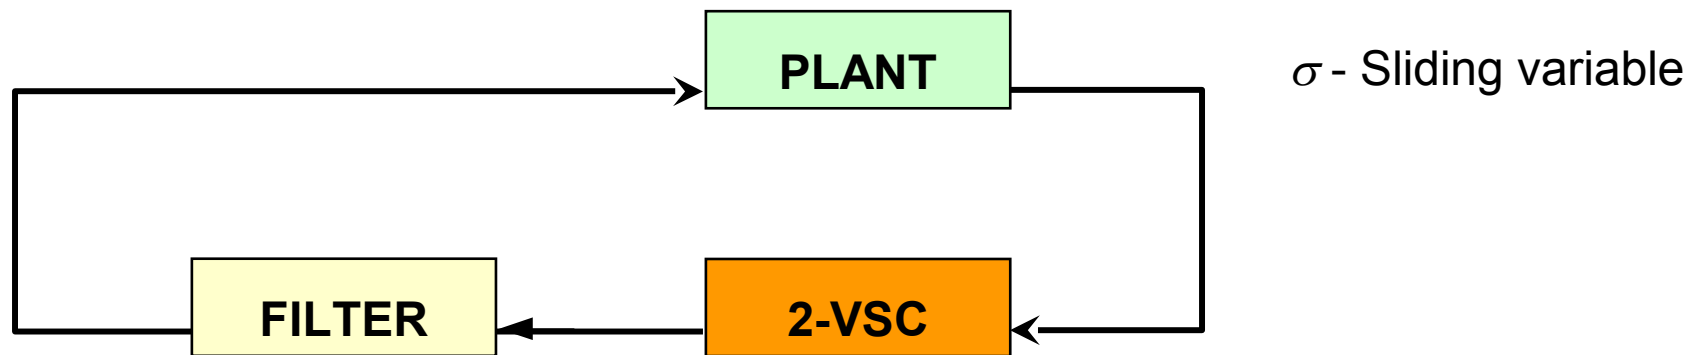 PLANT
σ - Sliding variable
FILTER
2-VSC